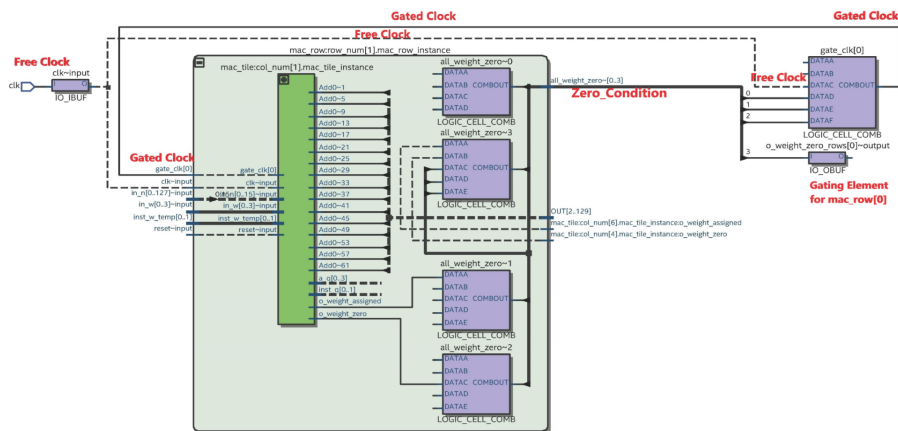 Gated Clock
Gated Clock
Free Clock
gate_clk[0]
mac_row:row_num[1].mac_row_instance
Free Clock
clk~input
clk
IO_IBUF
mac_tile:col_num[1].mac_tile_instance
all_weight_zero~0
DATAA
DATAB
DATAC COMBOUT
DATAD
DATAE
LOGIC_CELL_COMB
all_weight_zero~[0..3]
Zero_Condition
Free Clock
DATAA
DATAB
DATAC COMBOUT
DATAD
DATAE
DATAF
LOGIC_CELL_COMB
0
1
2
3
o_weight_zero_rows[0]~output
IO_OBUF
Gating Element
for mac_row[0]
Add0~1
Add0~5
Add0~9
Add0~13
Add0~17
Add0~21
Add0~25
Add0~29
Add0~33
Add0~37
Add0~41
Add0~45
Add0~49
Add0~53
Add0~57
Add0~61
a_q[0..3]
inst_q[0..1]
o_weight_assigned
o_weight_zero
Gated Clock
gate_clk[0]
clk~input
in_n[0..127]~input
in_w[0..3]~input
inst_w_temp[0..1]
reset~input
gate_clk[0]
clk~input
in_w[0..3]~input
inst_w_temp[0..1]
reset~input
all_weight_zero~3
DATAA
DATAB
DATAC COMBOUT
DATAD
DATAE
LOGIC_CELL_COMB
OUT[2..129]
mac_tile:col_num[6].mac_tile_instance:o_weight_assigned
mac_tile:col_num[4].mac_tile_instance:o_weight_zero
all_weight_zero~1
DATAA
DATAB
DATAC COMBOUT
DATAD
DATAE
LOGIC_CELL_COMB
all_weight_zero~2
DATAA
DATAB
DATAC COMBOUT
DATAD
DATAE
LOGIC_CELL_COMB